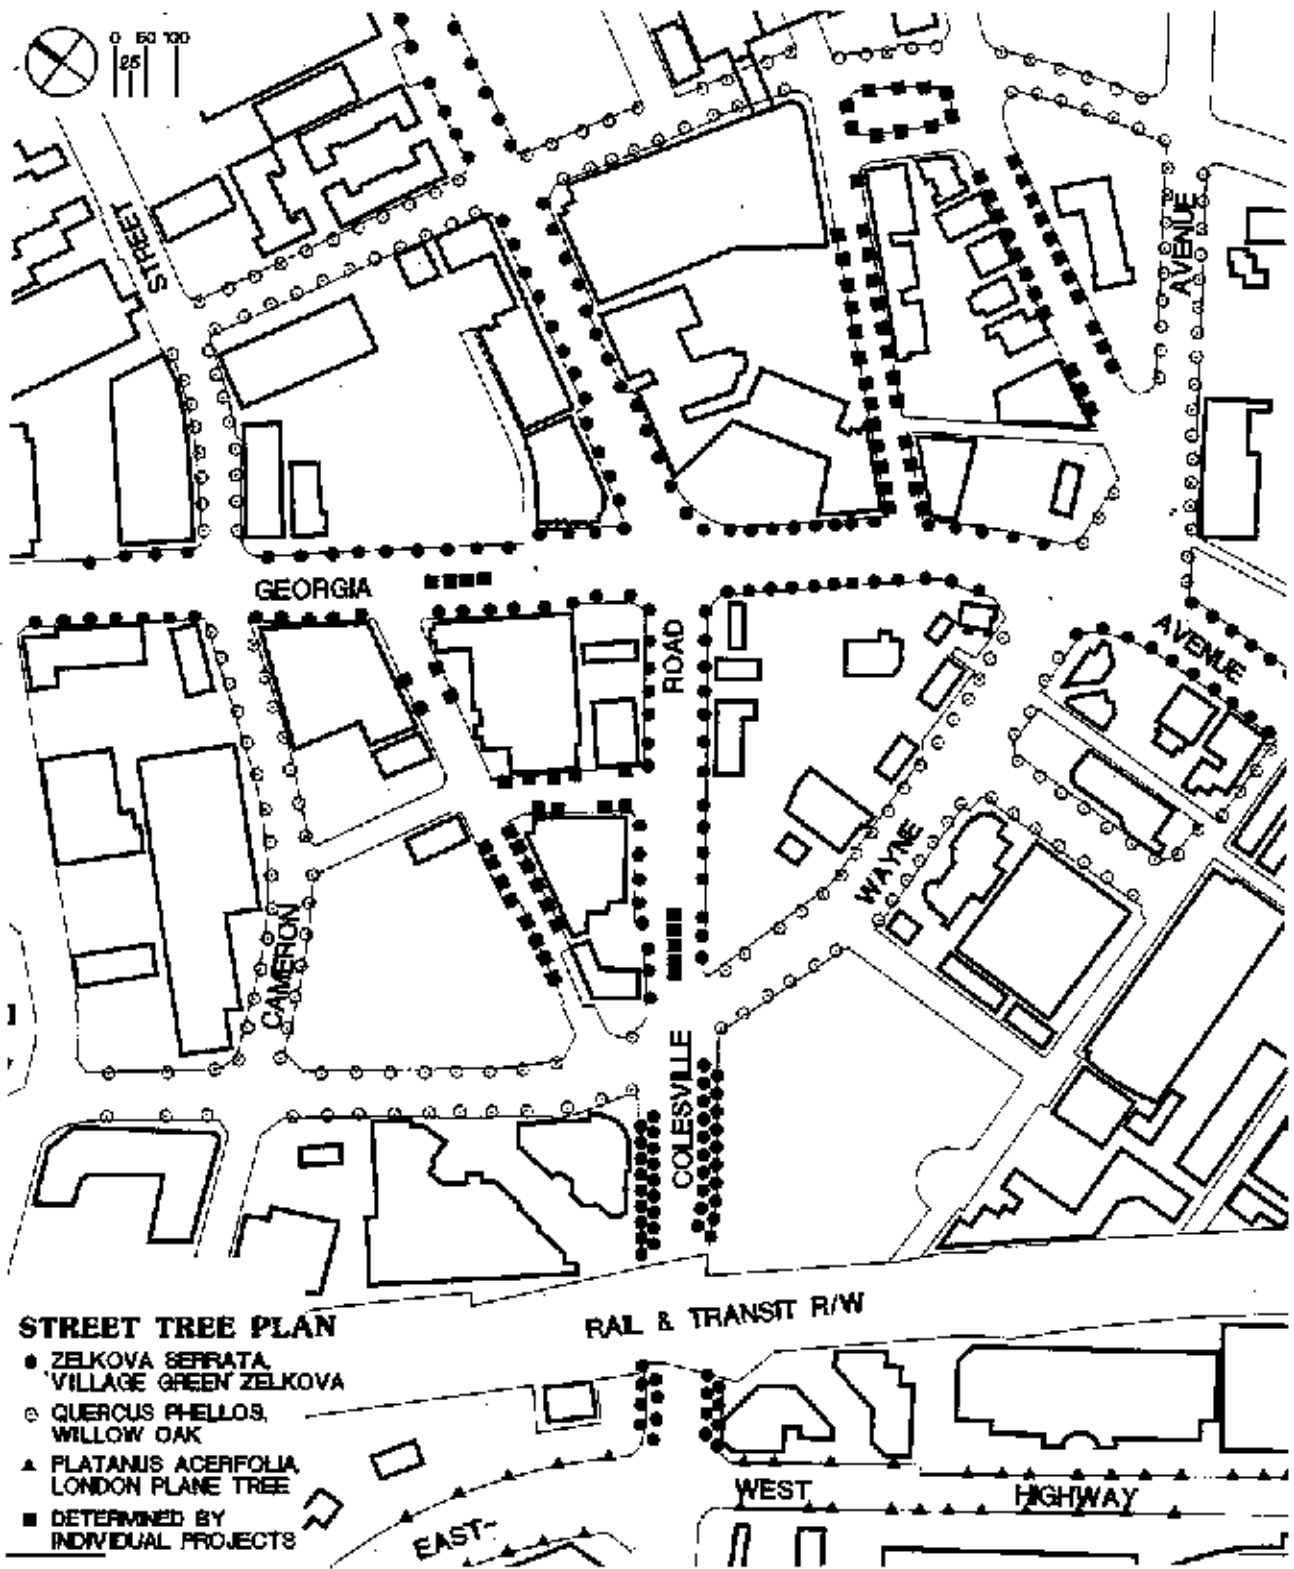 0 50 100
25
STREET
AVENUE
GEORGIA
ROAD
AVENUE
WAYNE
CAMERON
COLESVILLE
RAIL & TRANSIT R/W
STREET TREE PLAN
● ZELKOVA SERRATA,
'VILLAGE GREEN' ZELKOVA
QUERCUS PHELLOS,
WILLOW OAK
▲ PLATANUS ACERFOLIA,
LONDON PLANE TREE
■ DETERMINED BY
INDIVIDUAL PROJECTS
EAST-
WEST
HIGHWAY